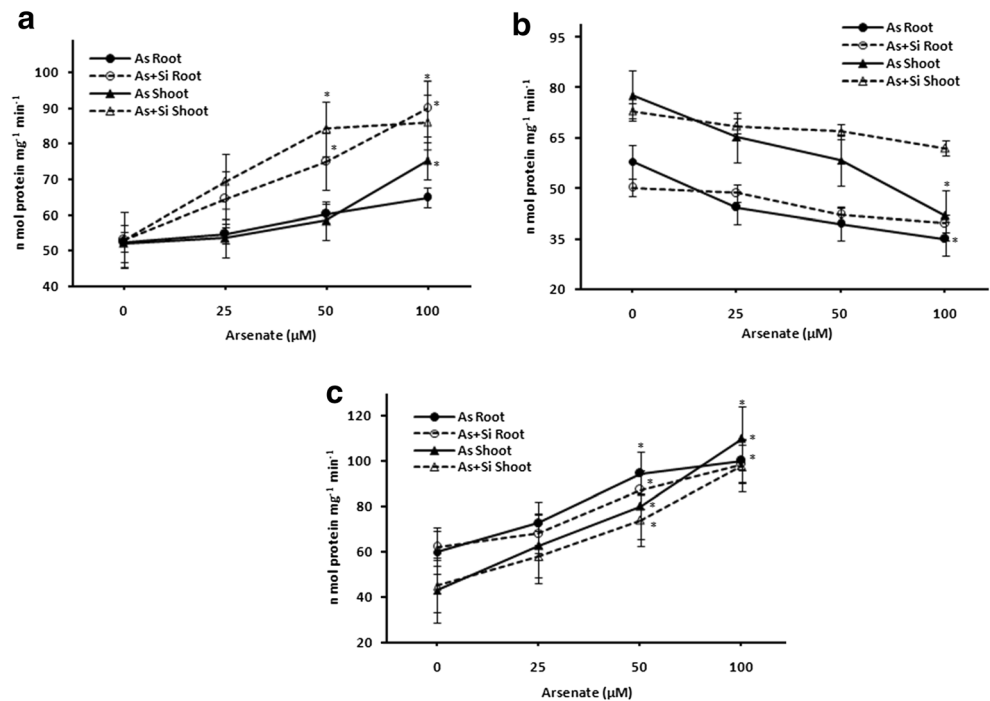 a
As Root
As+Si Root
As Shoot
As+Si Shoot
n mol protein mg-1 min-1
100
90
80
70
60
50
40
* * * * *
0 25 50 100
Arsenate (µM)
b
As Root
As+Si Root
As Shoot
As+Si Shoot
n mol protein mg-1 min-1
95
80
65
50
35
20
* *
0 25 50 100
Arsenate (µM)
c
As Root
As+Si Root
As Shoot
As+Si Shoot
n mol protein mg-1 min-1
120
100
80
60
40
20
* * * * * * *
0 25 50 100
Arsenate (µM)